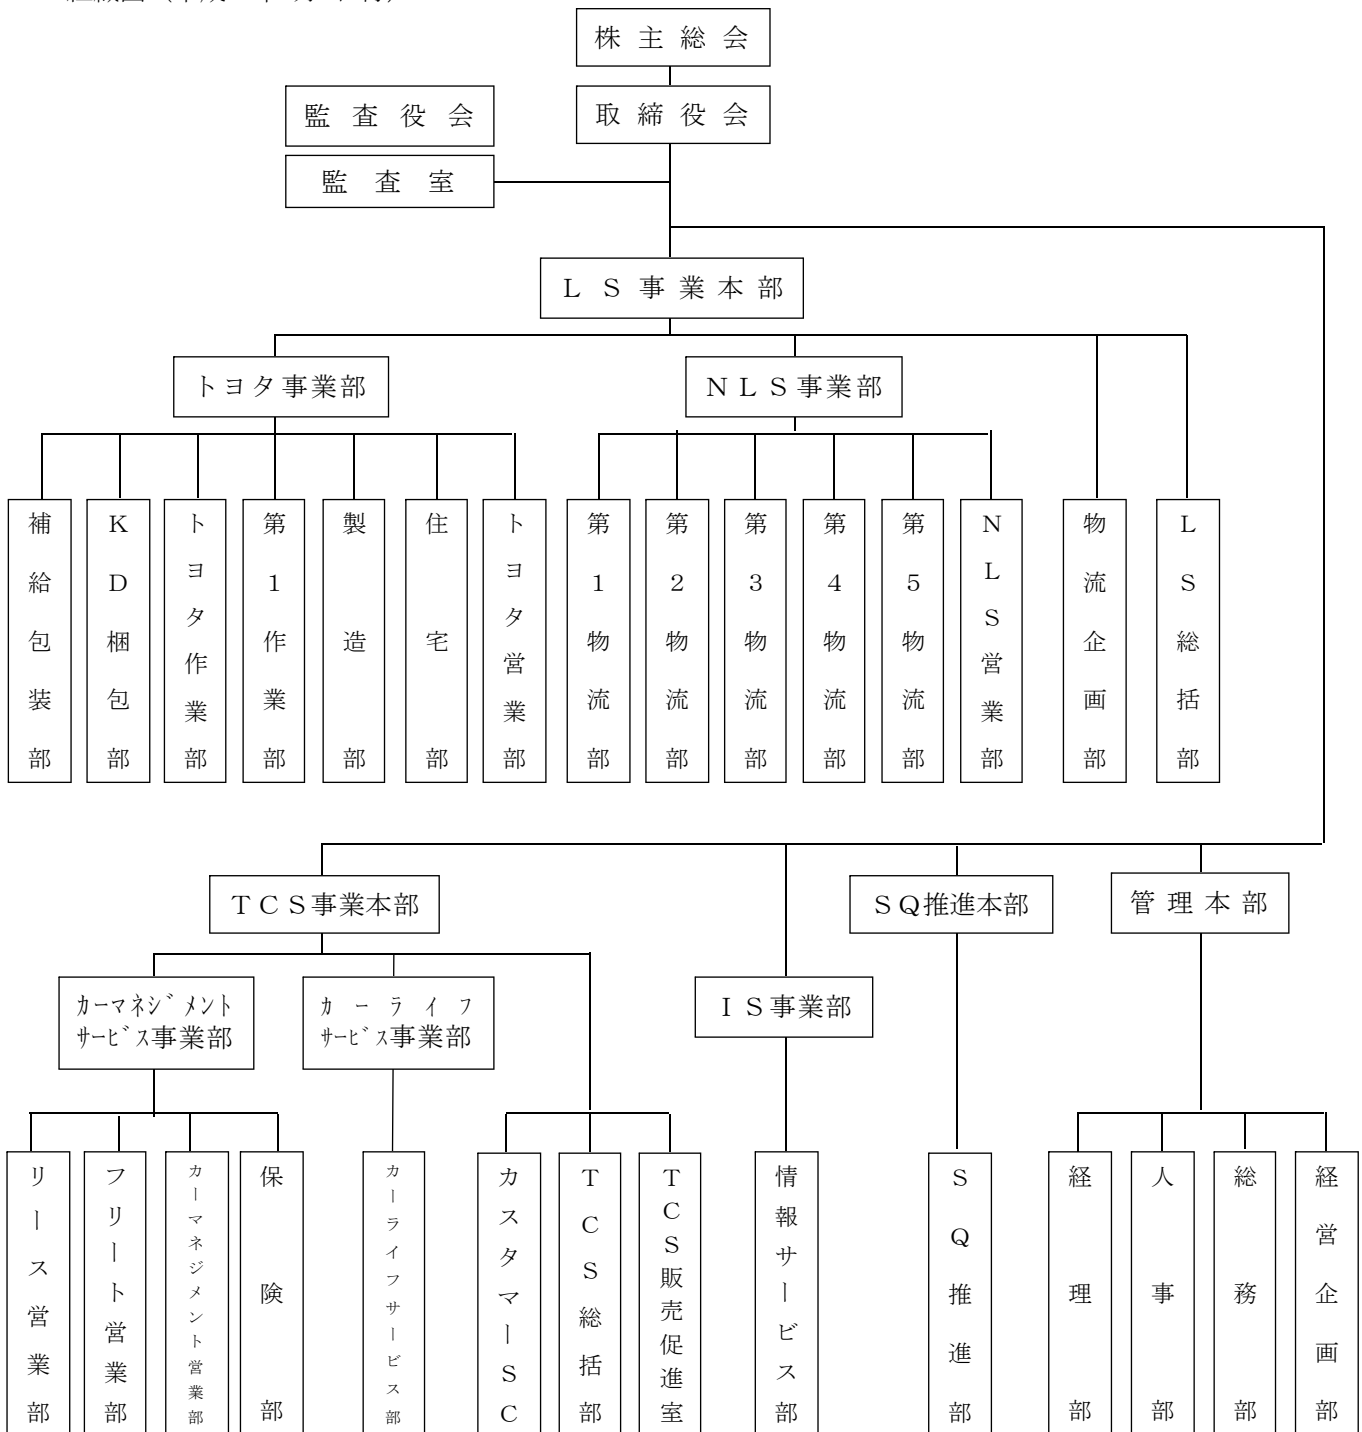 株主総会
監査役会
取締役会
監査室
ＬＳ事業本部
トヨタ事業部
ＮＬＳ事業部
補給包装部
ＫＤ梱包部
トヨタ作業部
第１作業部
製造部
住宅部
トヨタ営業部
第１物流部
第２物流部
第３物流部
第４物流部
第５物流部
ＮＬＳ営業部
物流企画部
ＬＳ総括部
ＴＣＳ事業本部
ＳＱ推進本部
管理本部
カーマネジメント
サービス事業部
カーライフ
サービス事業部
ＩＳ事業部
リース営業部
フリート営業部
カーマネジメント営業部
保険部
カーライフサービス部
カスタマーＳＣ
ＴＣＳ総括部
ＴＣＳ販売促進室
情報サービス部
ＳＱ推進部
経理部
人事部
総務部
経営企画部